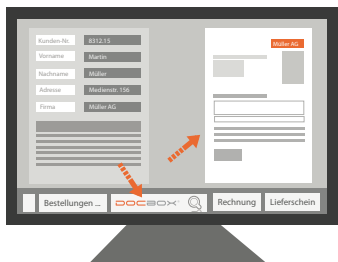 Kunden-Nr. 8312.15
Vorname Martin
Nachname Müller
Adresse Medienstr. 156
Firma Müller AG
Müller AG
Bestellungen ... DOCBOX Rechnung Lieferschein